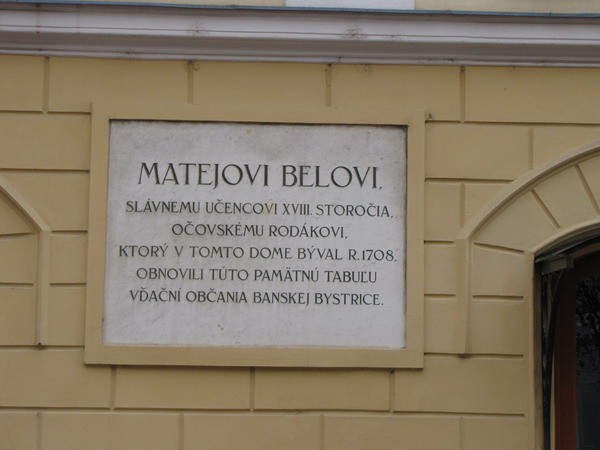 MATEJOVI BELOVI,
SLÁVNEMU UČENCOVI XVIII. STOROČIA,
OČOVSKÉMU RODÁKOVI,
KTORÝ V TOMTO DOME BÝVAL R.1708.
OBNOVILI TÚTO PAMÄTNÚ TABUĽU
VĎAČNÍ OBČANIA BANSKEJ BYSTRICE.